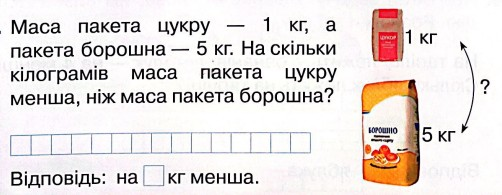 Маса пакета цукру — 1 кг, а
пакета борошна — 5 кг. На скільки
кілограмів маса пакета цукру
менша, ніж маса пакета борошна?
ЦУКОР
1 кг
?
БОРОШНО
5 кг
Відповідь: на кг менша.